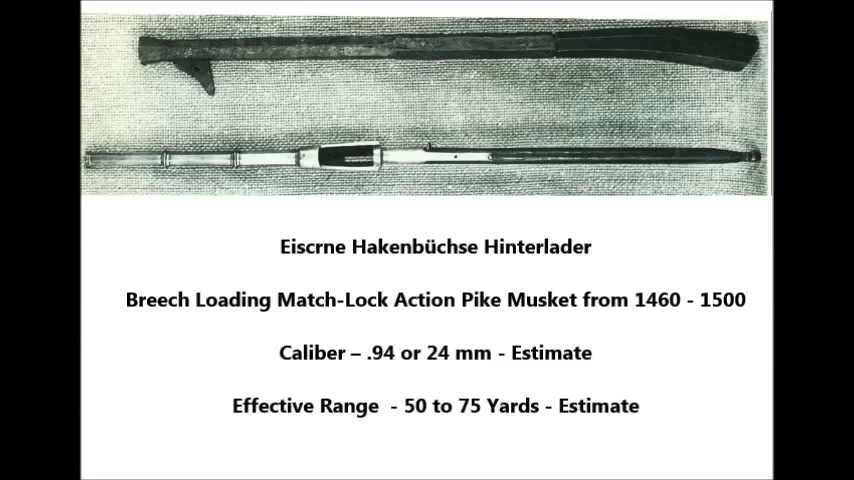 Eiscrne Hakenbüchse Hinterlader
Breech Loading Match-Lock Action Pike Musket from 1460 - 1500
Caliber – .94 or 24 mm - Estimate
Effective Range - 50 to 75 Yards - Estimate